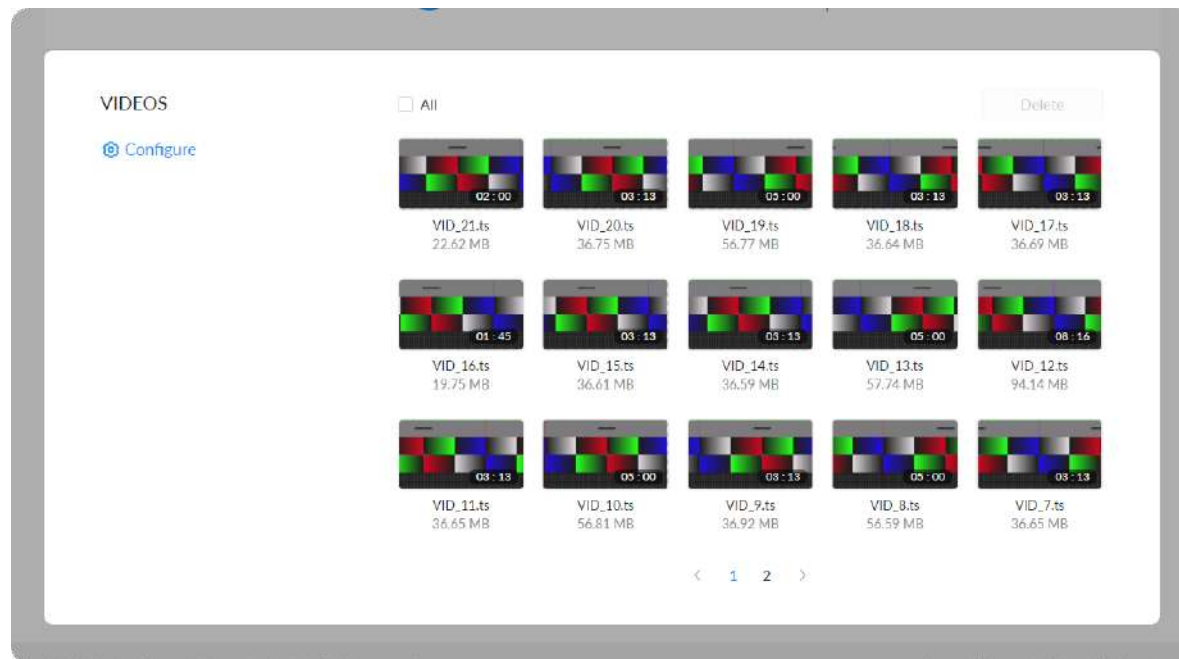 VIDEOS
All
Delete
Configure
02 : 00
03 : 13
05 : 00
03 : 13
03 : 13
VID_21.ts
VID_20.ts
VID_19.ts
VID_18.ts
VID_17.ts
22.62 MB
36.75 MB
56.77 MB
36.64 MB
36.69 MB
01 : 45
03 : 13
03 : 13
05 : 00
08 : 16
VID_16.ts
VID_15.ts
VID_14.ts
VID_13.ts
VID_12.ts
19.75 MB
36.61 MB
36.59 MB
57.74 MB
94.14 MB
03 : 13
05 : 00
03 : 13
05 : 00
03 : 13
VID_11.ts
VID_10.ts
VID_9.ts
VID_8.ts
VID_7.ts
36.65 MB
56.81 MB
36.92 MB
56.59 MB
36.65 MB
< 1 2 >